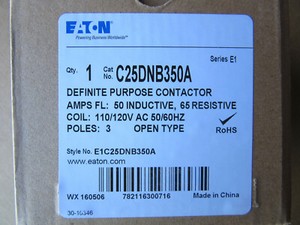 EATON
Powering Business Worldwide™
Series E1
Qty. 1 Cat No. C25DNB350A
DEFINITE PURPOSE CONTACTOR
AMPS FL: 50 INDUCTIVE, 65 RESISTIVE
COIL: 110/120V AC 50/60HZ
POLES: 3 OPEN TYPE
RoHS
Style No. E1C25DNB350A
www.eaton.com
WX 160506 782116300716 Made in China
30-10346